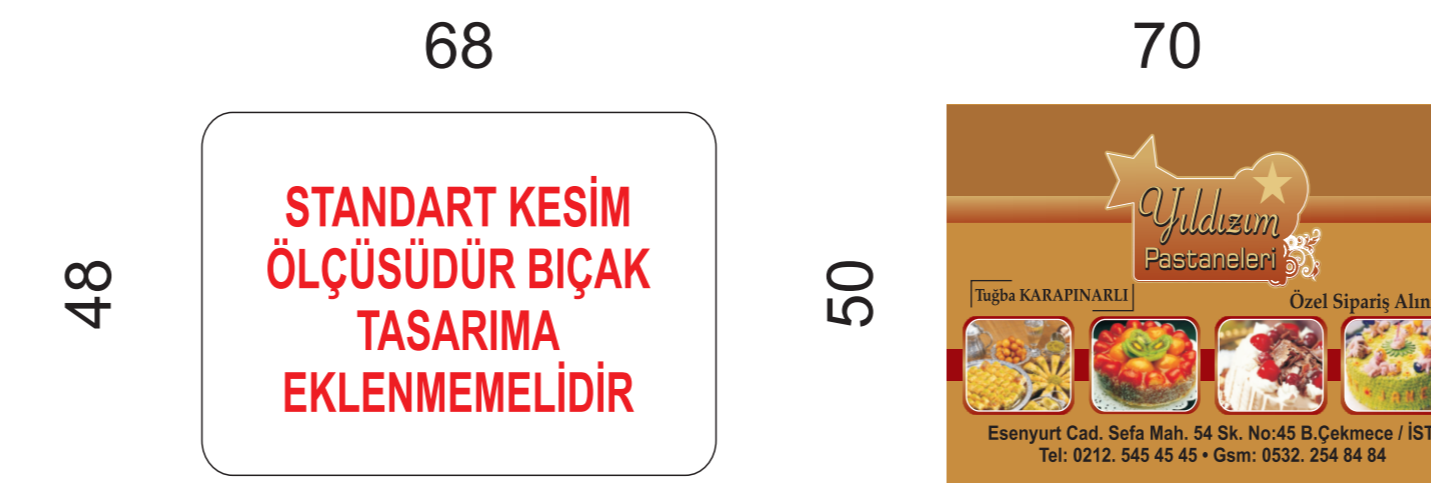 68
48
STANDART KESİM
ÖLÇÜSÜDÜR BIÇAK
TASARIMA
EKLENMEMELİDİR
70
50
Yıldızım
Pastaneleri
Tuğba KARAPINARLI
Özel Sipariş Alın
Esenyurt Cad. Sefa Mah. 54 Sk. No:45 B.Çekmece / İST
Tel: 0212. 545 45 45 • Gsm: 0532. 254 84 84